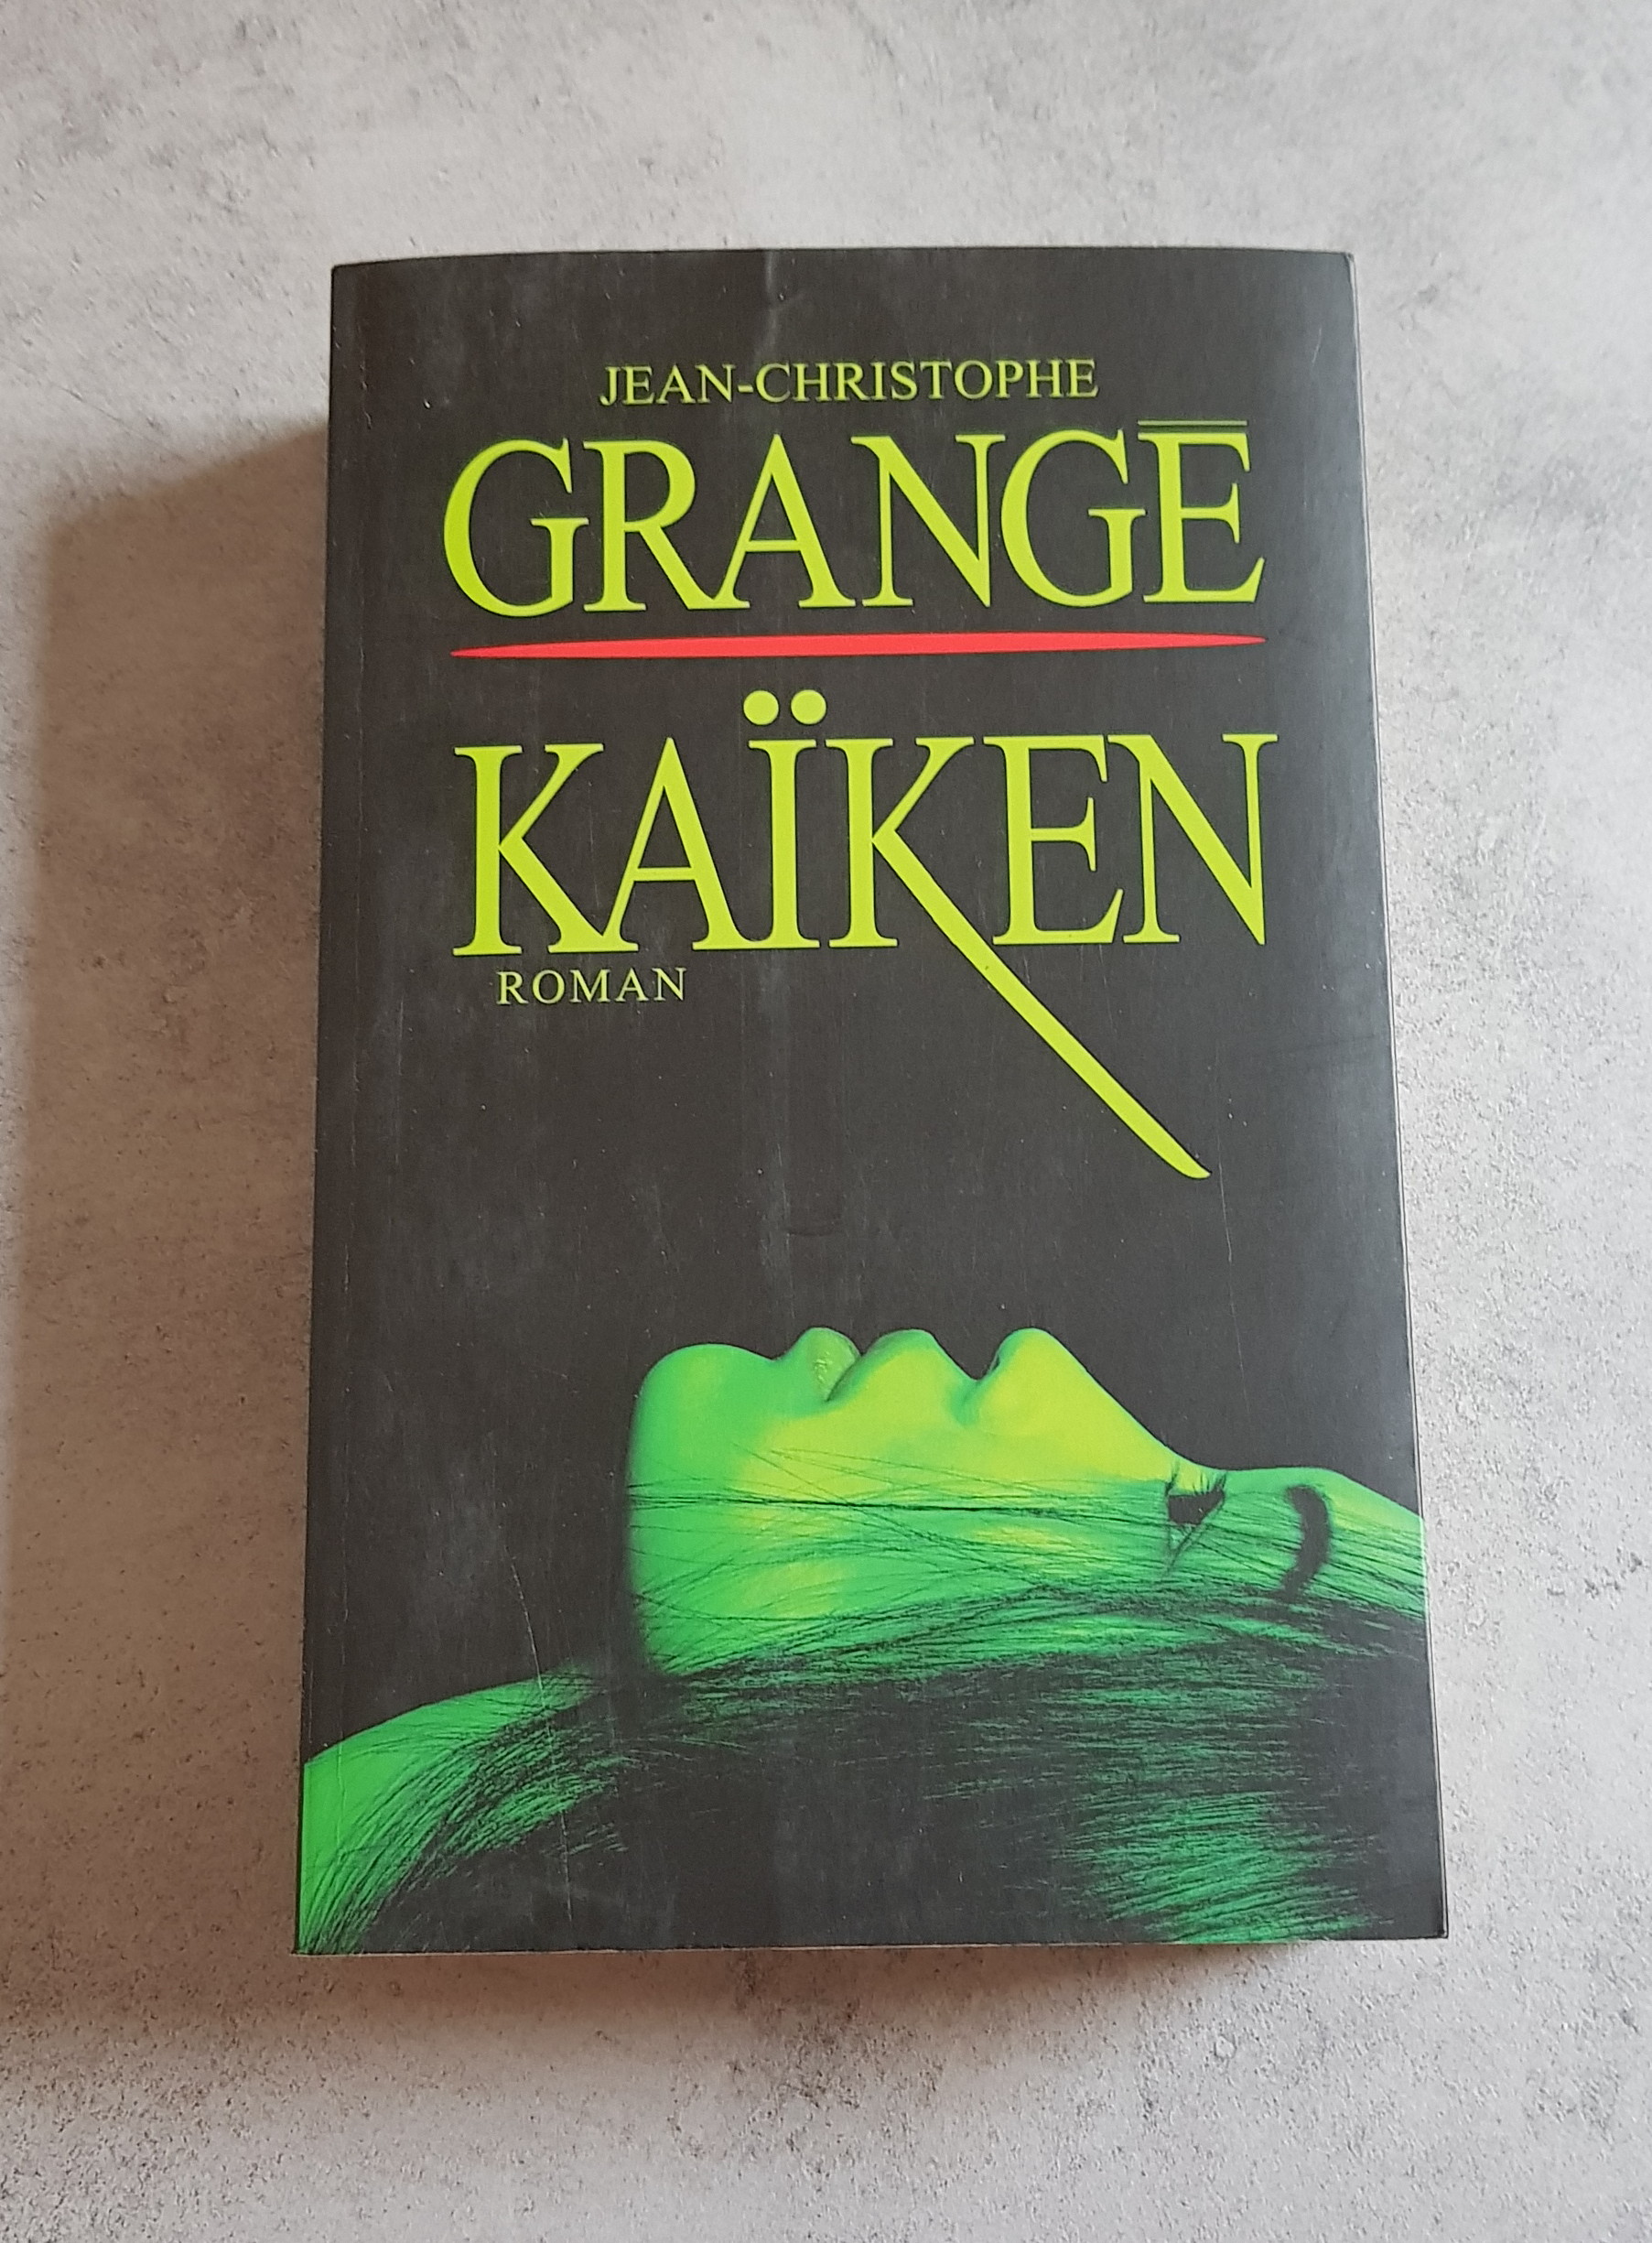 JEAN-CHRISTOPHE
GRANGĒ
KAÏKEN
ROMAN